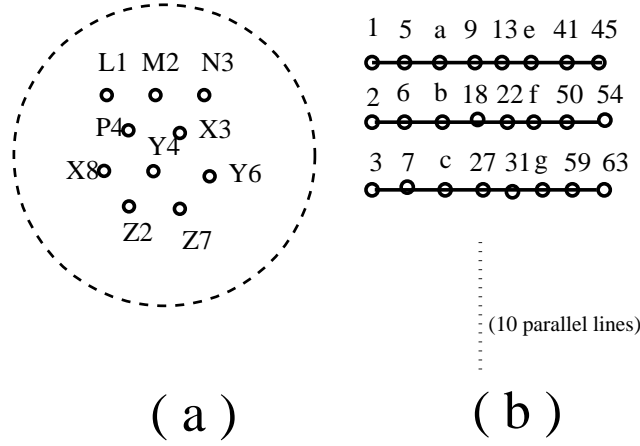 L1 M2 N3
P4 X3
Y4
X8 Y6
Z2 Z7
( a )
1 5 a 9 13 e 41 45
2 6 b 18 22 f 50 54
3 7 c 27 31 g 59 63
(10 parallel lines)
( b )